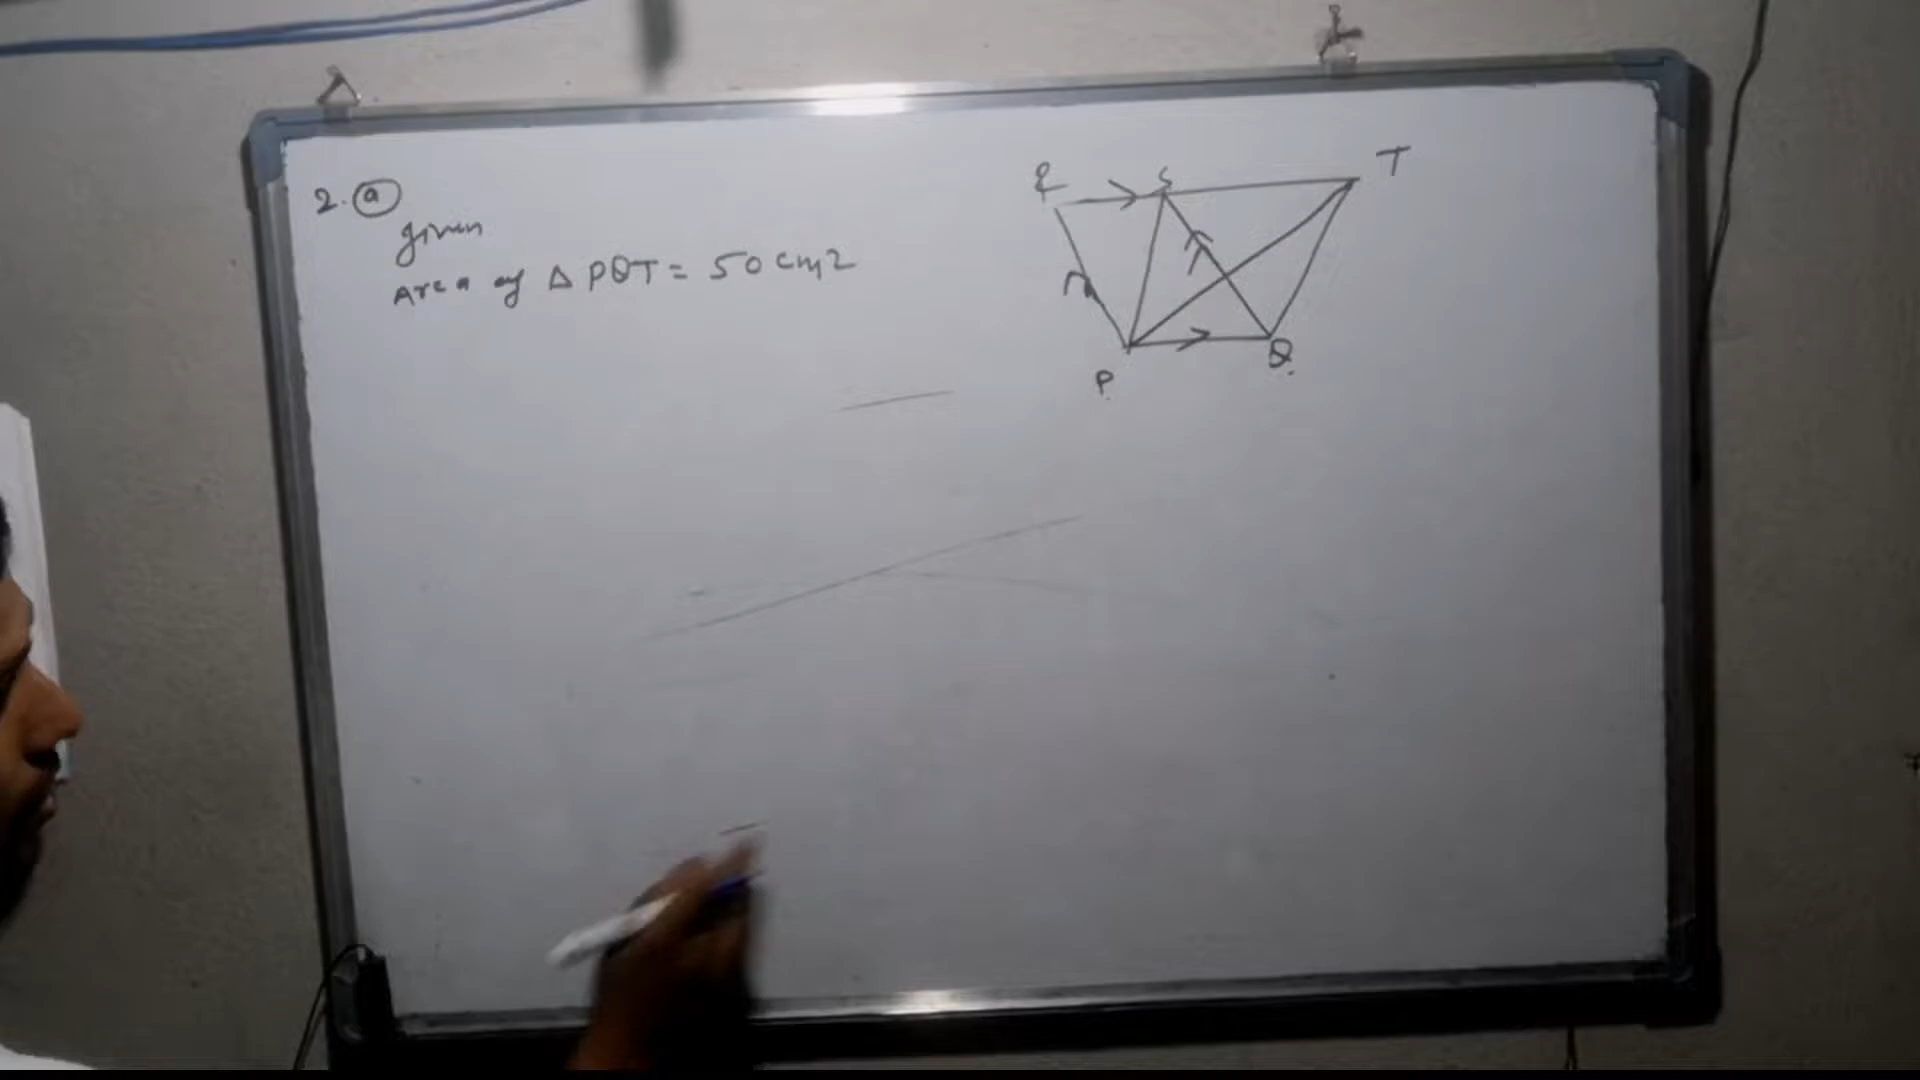 2. a
given
Area of Δ PQT = 50 cm2
R S T
P. Q.